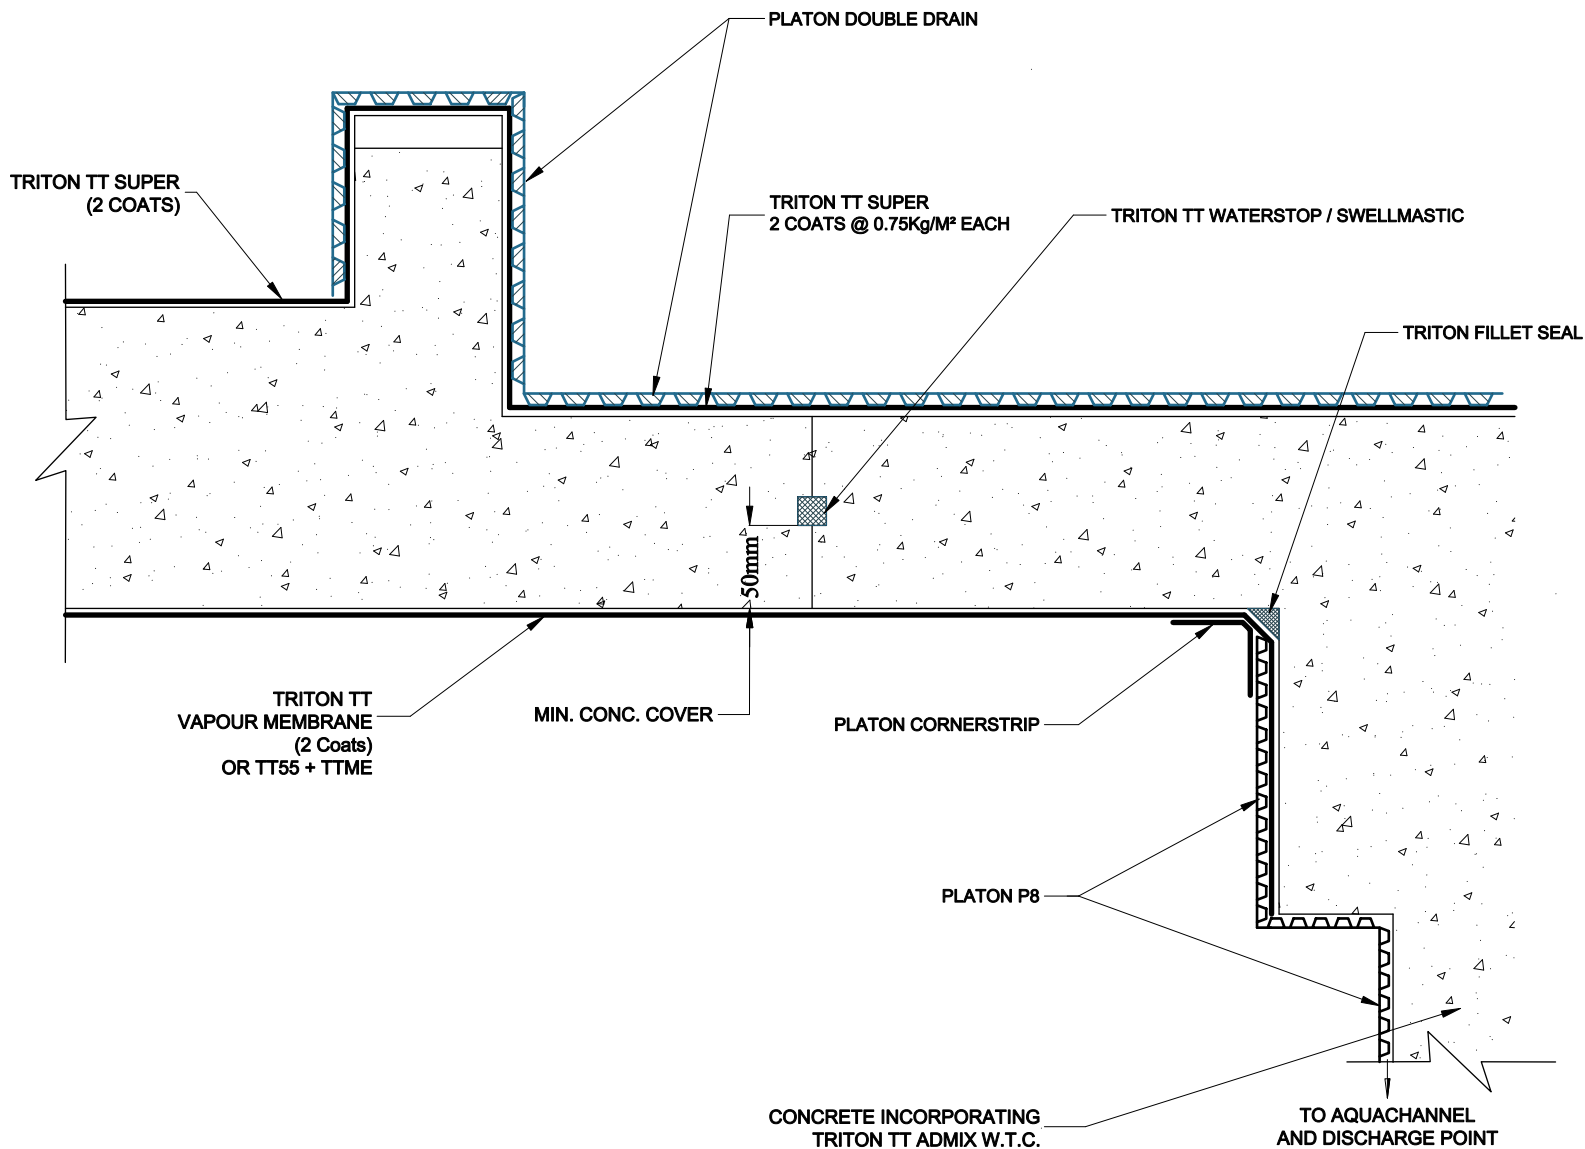 PLATON DOUBLE DRAIN
TRITON TT SUPER
(2 COATS)
TRITON TT SUPER
2 COATS @ 0.75Kg/M² EACH
TRITON TT WATERSTOP / SWELLMASTIC
TRITON FILLET SEAL
50mm
TRITON TT
VAPOUR MEMBRANE
(2 Coats)
OR TT55 + TTME
MIN. CONC. COVER
PLATON CORNERSTRIP
PLATON P8
CONCRETE INCORPORATING
TRITON TT ADMIX W.T.C.
TO AQUACHANNEL
AND DISCHARGE POINT